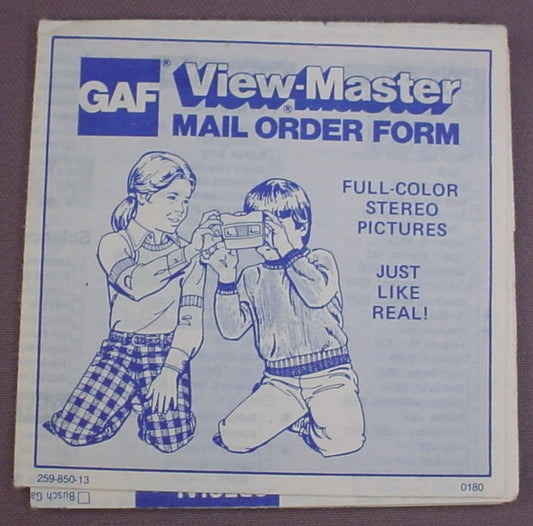 GAF® View-Master®
MAIL ORDER FORM
FULL-COLOR
STEREO
PICTURES
JUST
LIKE
REAL!
259-850-13
0180
Busch Ga